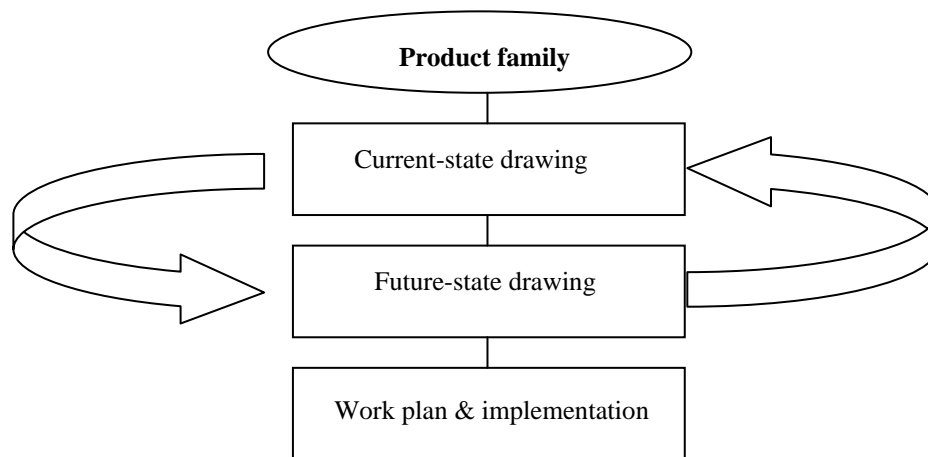 Product family
Current-state drawing
Future-state drawing
Work plan & implementation